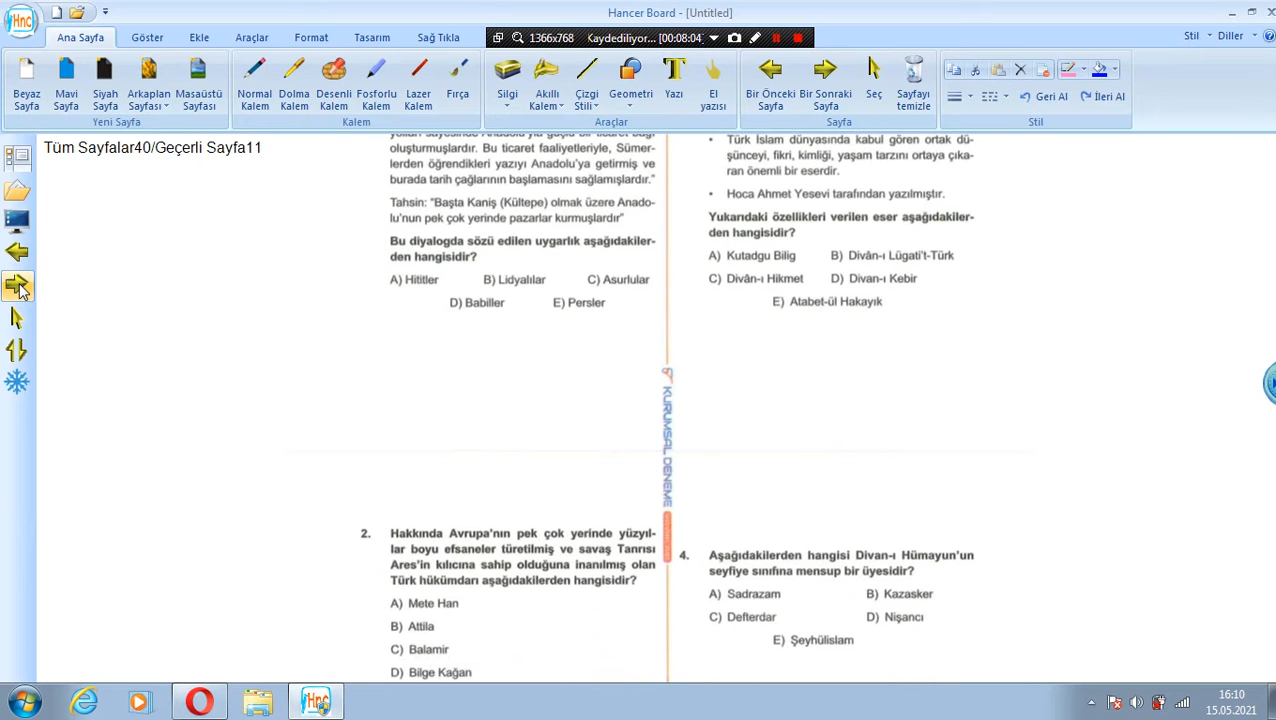 Hancer Board - [Untitled]
Ana Sayfa
Göster
Ekle
Araçlar
Format
Tasarım
Sağ Tıkla
1366x768
Kaydediliyor... [00:08:04]
Stil
Diller
Beyaz Sayfa
Mavi Sayfa
Siyah Sayfa
Arkaplan Sayfası
Masaüstü Sayfası
Normal Kalem
Dolma Kalem
Desenli Kalem
Fosforlu Kalem
Lazer Kalem
Fırça
Silgi
Akıllı Kalem
Çizgi Stili
Geometri
Yazı
El yazısı
Bir Önceki Sayfa
Bir Sonraki Sayfa
Seç
Sayfayı temizle
Geri Al
İleri Al
Yeni Sayfa
Kalem
Araçlar
Sayfa
Stil
Tüm Sayfalar40/Geçerli Sayfa11
yolları sayesinde Anadolu'yla güçlü bir ticaret bağı
oluşturmuşlardır. Bu ticaret faaliyetleriyle, Sümer-
lerden öğrendikleri yazıyı Anadolu'ya getirmiş ve
burada tarih çağlarının başlamasını sağlamışlardır."
Tahsin: "Başta Kaniş (Kültepe) olmak üzere Anado-
lu'nun pek çok yerinde pazarlar kurmuşlardır"
Bu diyalogda sözü edilen uygarlık aşağıdakiler-
den hangisidir?
A) Hititler B) Lidyalılar C) Asurlular
D) Babiller E) Persler
2. Hakkında Avrupa'nın pek çok yerinde yüzyıl-
lar boyu efsaneler türetilmiş ve savaş Tanrısı
Ares'in kılıcına sahip olduğuna inanılmış olan
Türk hükümdarı aşağıdakilerden hangisidir?
A) Mete Han
B) Attila
C) Balamir
D) Bilge Kağan
KURUMSAL DENEME
• Türk İslam dünyasında kabul gören ortak dü-
şünceyi, fikri, kimliği, yaşam tarzını ortaya çıka-
ran önemli bir eserdir.
• Hoca Ahmet Yesevi tarafından yazılmıştır.
Yukarıdaki özellikleri verilen eser aşağıdakiler-
den hangisidir?
A) Kutadgu Bilig B) Divân-ı Lügati't-Türk
C) Divân-ı Hikmet D) Divan-ı Kebir
E) Atabet-ül Hakayık
4. Aşağıdakilerden hangisi Divan-ı Hümayun'un
seyfiye sınıfına mensup bir üyesidir?
A) Sadrazam B) Kazasker
C) Defterdar D) Nişancı
E) Şeyhülislam
16:10
15.05.2021